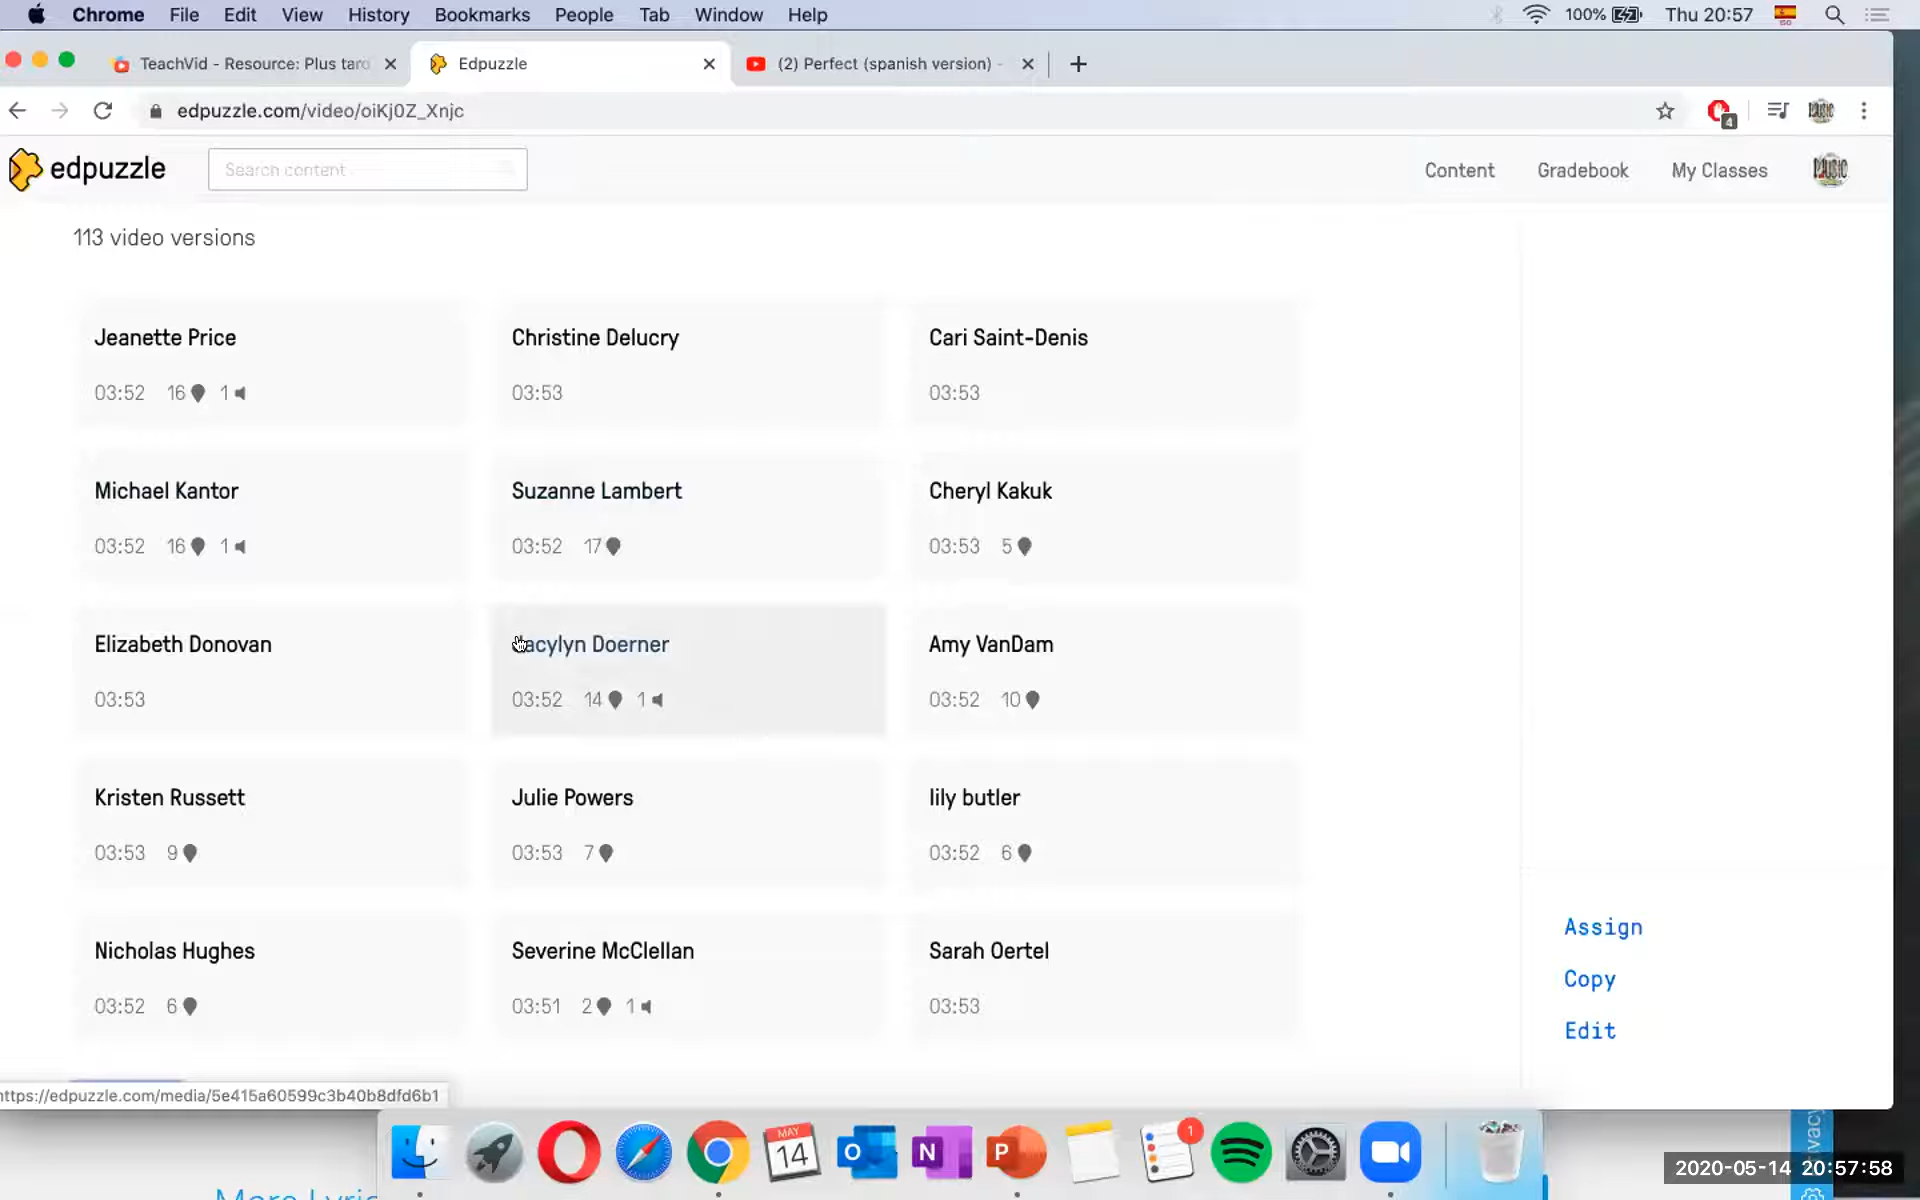 Chrome File Edit View History Bookmarks People Tab Window Help 100% Thu 20:57
TeachVid - Resource: Plus tard
Edpuzzle
(2) Perfect (spanish version) -
edpuzzle.com/video/oiKj0Z_Xnjc
4
edpuzzle
Search content
Content Gradebook My Classes
MUSIC
113 video versions
Jeanette Price
03:52 16 1
Christine Delucry
03:53
Cari Saint-Denis
03:53
Michael Kantor
03:52 16 1
Suzanne Lambert
03:52 17
Cheryl Kakuk
03:53 5
Elizabeth Donovan
03:53
acylyn Doerner
03:52 14 1
Amy VanDam
03:52 10
Kristen Russett
03:53 9
Julie Powers
03:53 7
lily butler
03:52 6
Nicholas Hughes
03:52 6
Severine McClellan
03:51 2 1
Sarah Oertel
03:53
Assign
Copy
Edit
https://edpuzzle.com/media/5e415a60599c3b40b8dfd6b1
MAY
14
O
N
P
1
2020-05-14 20:57:58